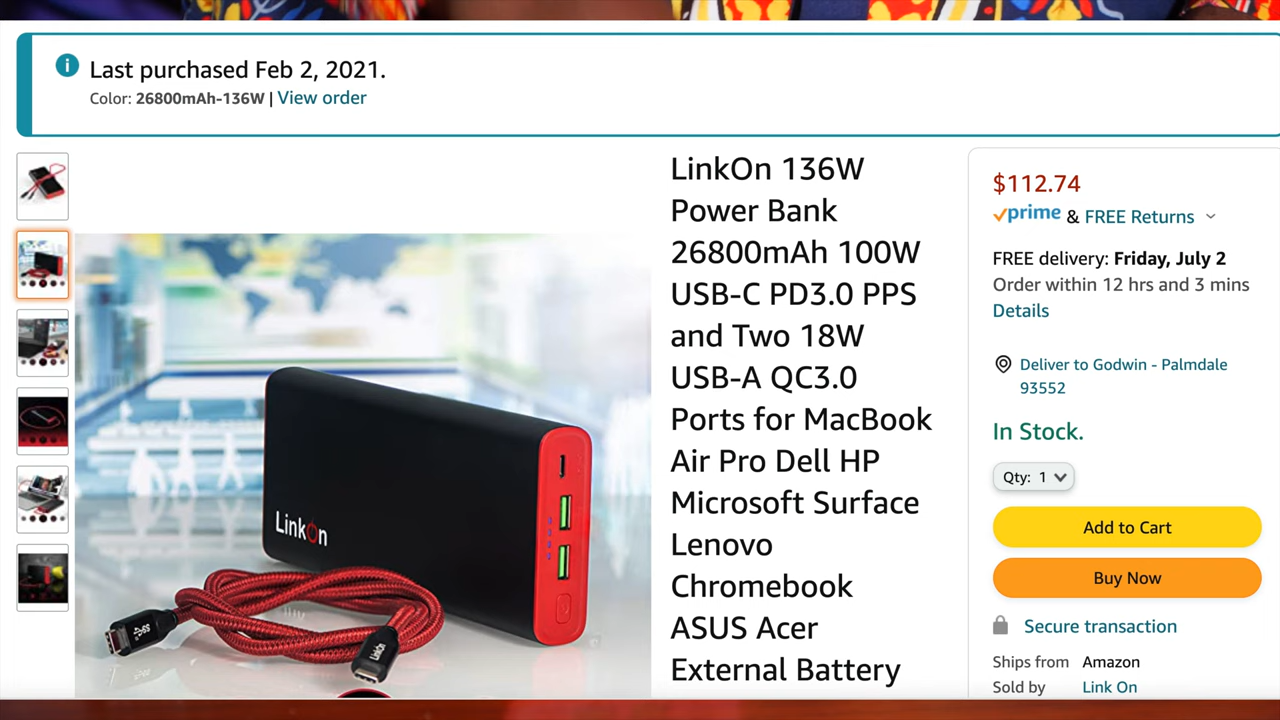 Last purchased Feb 2, 2021.
Color: 26800mAh-136W | View order
LinkOn 136W
Power Bank
26800mAh 100W
USB-C PD3.0 PPS
and Two 18W
USB-A QC3.0
Ports for MacBook
Air Pro Dell HP
Microsoft Surface
Lenovo
Chromebook
ASUS Acer
External Battery
$112.74
prime & FREE Returns
FREE delivery: Friday, July 2
Order within 12 hrs and 3 mins
Details
Deliver to Godwin - Palmdale
93552
In Stock.
Qty: 1
Add to Cart
Buy Now
Secure transaction
Ships from Amazon
Sold by Link On
LinkOn
LinkOn